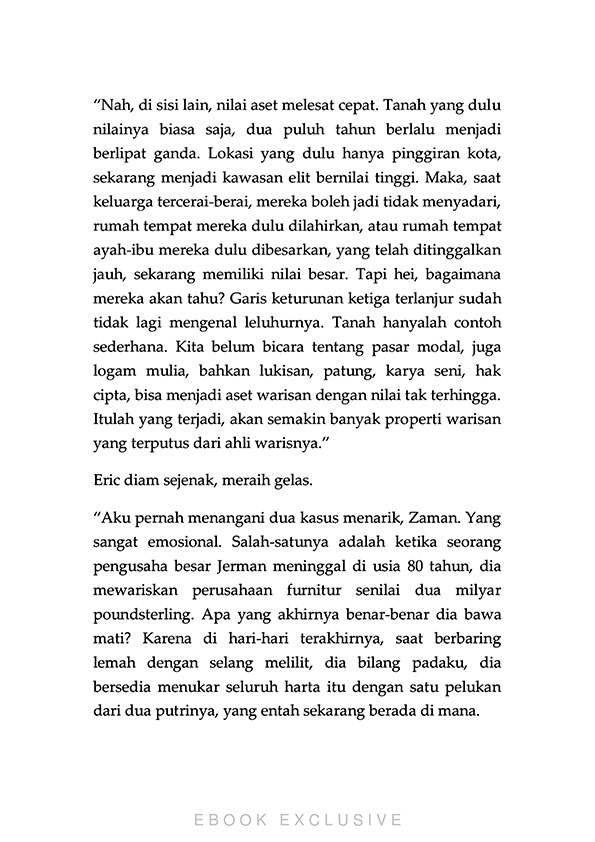 “Nah, di sisi lain, nilai aset melesat cepat. Tanah yang dulu
nilainya biasa saja, dua puluh tahun berlalu menjadi
berlipat ganda. Lokasi yang dulu hanya pinggiran kota,
sekarang menjadi kawasan elit bernilai tinggi. Maka, saat
keluarga tercerai-berai, mereka boleh jadi tidak menyadari,
rumah tempat mereka dulu dilahirkan, atau rumah tempat
ayah-ibu mereka dulu dibesarkan, yang telah ditinggalkan
jauh, sekarang memiliki nilai besar. Tapi hei, bagaimana
mereka akan tahu? Garis keturunan ketiga terlanjur sudah
tidak lagi mengenal leluhurnya. Tanah hanyalah contoh
sederhana. Kita belum bicara tentang pasar modal, juga
logam mulia, bahkan lukisan, patung, karya seni, hak
cipta, bisa menjadi aset warisan dengan nilai tak terhingga.
Itulah yang terjadi, akan semakin banyak properti warisan
yang terputus dari ahli warisnya.”
Eric diam sejenak, meraih gelas.
“Aku pernah menangani dua kasus menarik, Zaman. Yang
sangat emosional. Salah-satunya adalah ketika seorang
pengusaha besar Jerman meninggal di usia 80 tahun, dia
mewariskan perusahaan furnitur senilai dua milyar
poundsterling. Apa yang akhirnya benar-benar dia bawa
mati? Karena di hari-hari terakhirnya, saat berbaring
lemah dengan selang melilit, dia bilang padaku, dia
bersedia menukar seluruh harta itu dengan satu pelukan
dari dua putrinya, yang entah sekarang berada di mana.
EBOOK EXCLUSIVE